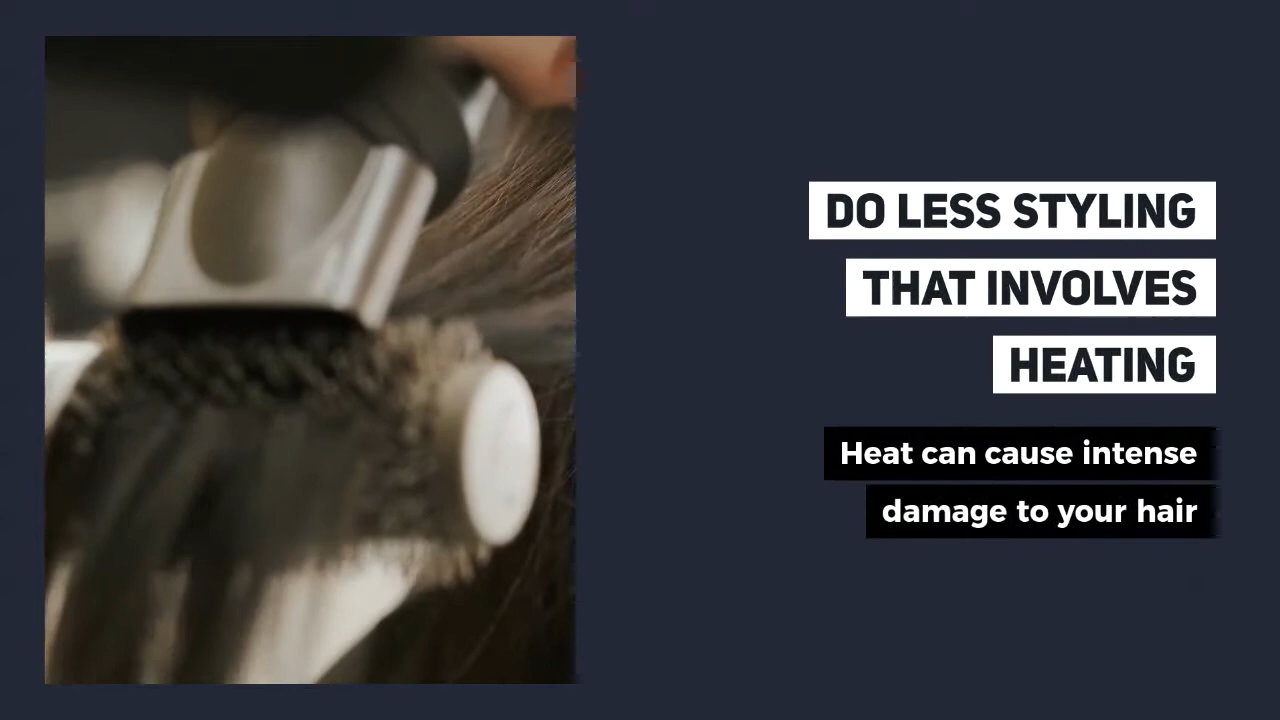 DO LESS STYLING
THAT INVOLVES
HEATING
Heat can cause intense
damage to your hair